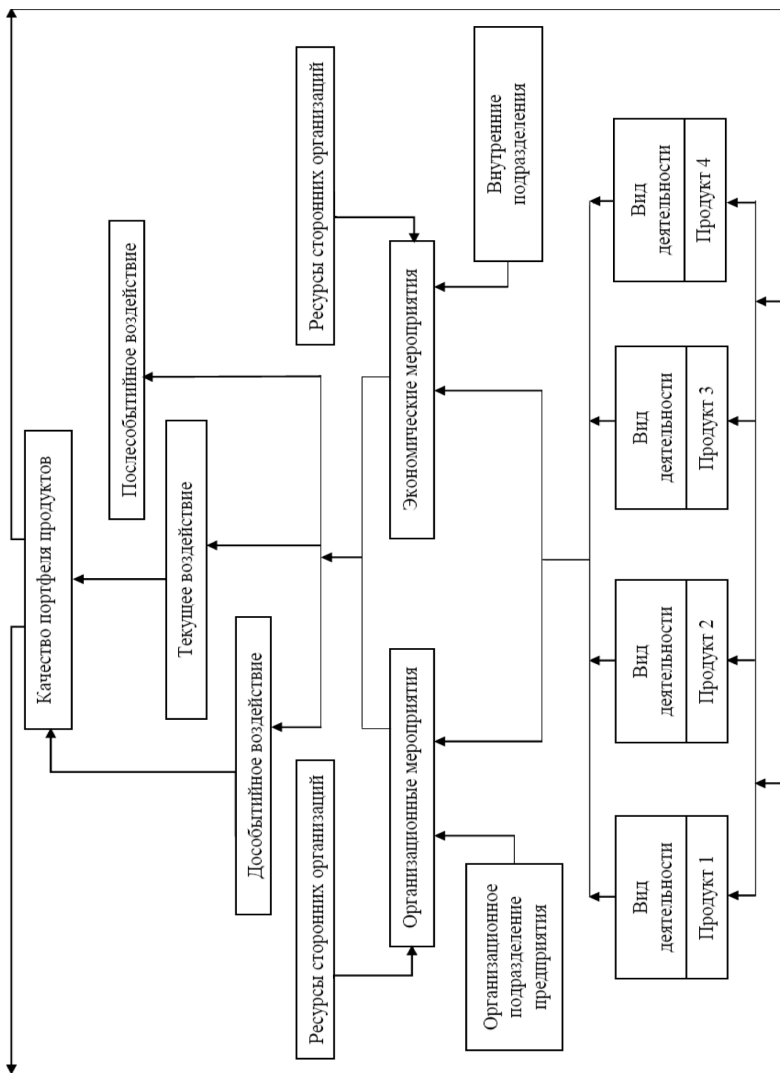 Качество портфеля продуктов
Дособытийное воздействие
Текущее воздействие
Послесобытийное воздействие
Ресурсы сторонних организаций
Ресурсы сторонних организаций
Организационные мероприятия
Экономические мероприятия
Организационное
подразделение
предприятия
Внутренние
подразделения
Вид
деятельности
Продукт 1
Вид
деятельности
Продукт 2
Вид
деятельности
Продукт 3
Вид
деятельности
Продукт 4